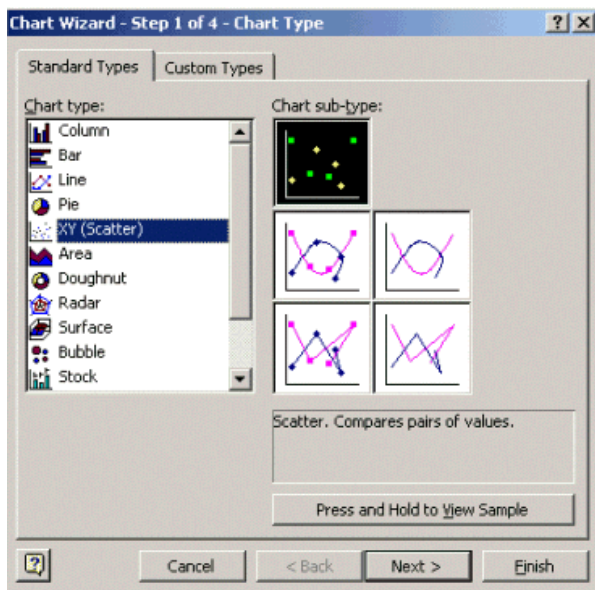 Chart Wizard - Step 1 of 4 - Chart Type
Standard Types
Custom Types
Chart type:
Column
Bar
Line
Pie
XY (Scatter)
Area
Doughnut
Radar
Surface
Bubble
Stock
Chart sub-type:
Scatter. Compares pairs of values.
Press and Hold to View Sample
Cancel
< Back
Next >
Finish